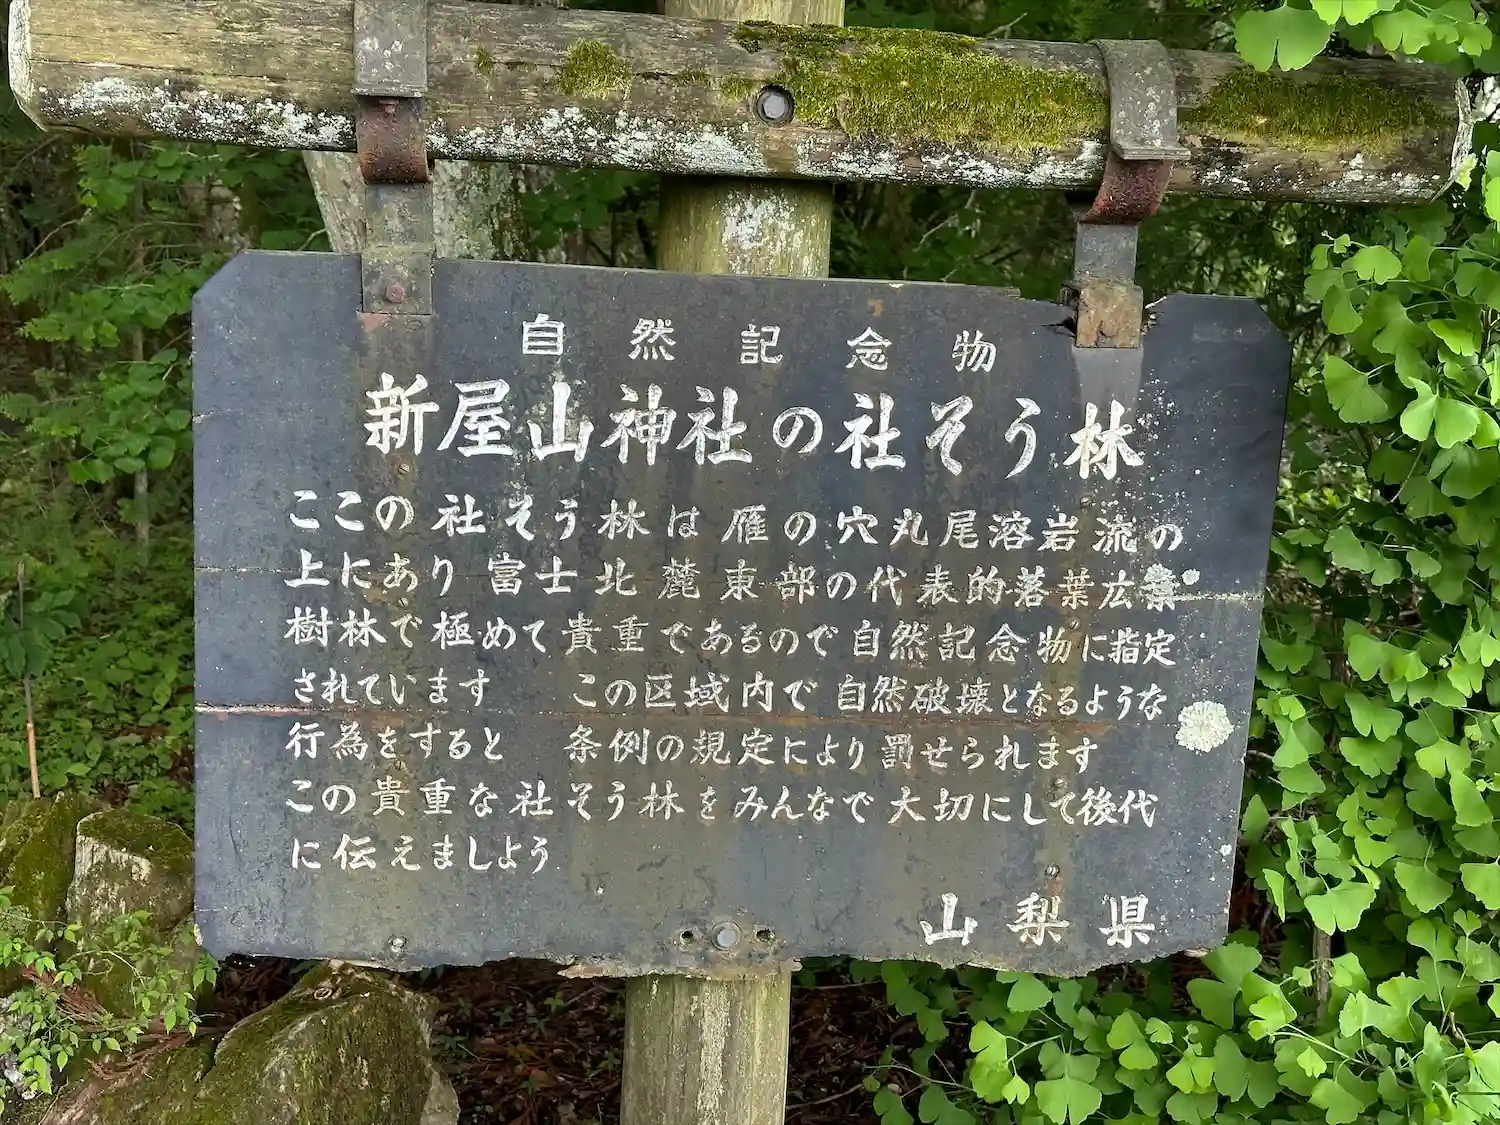 自然記念物
新屋山神社の社そう林
ここの社そう林は雁の穴丸尾溶岩流の
上にあり富士北麓東部の代表的落葉広葉
樹林で極めて貴重であるので自然記念物に指定
されています　この区域内で自然破壊となるような
行為をすると　条例の規定により罰せられます
この貴重な社そう林をみんなで大切にして後代
に伝えましょう
山梨県